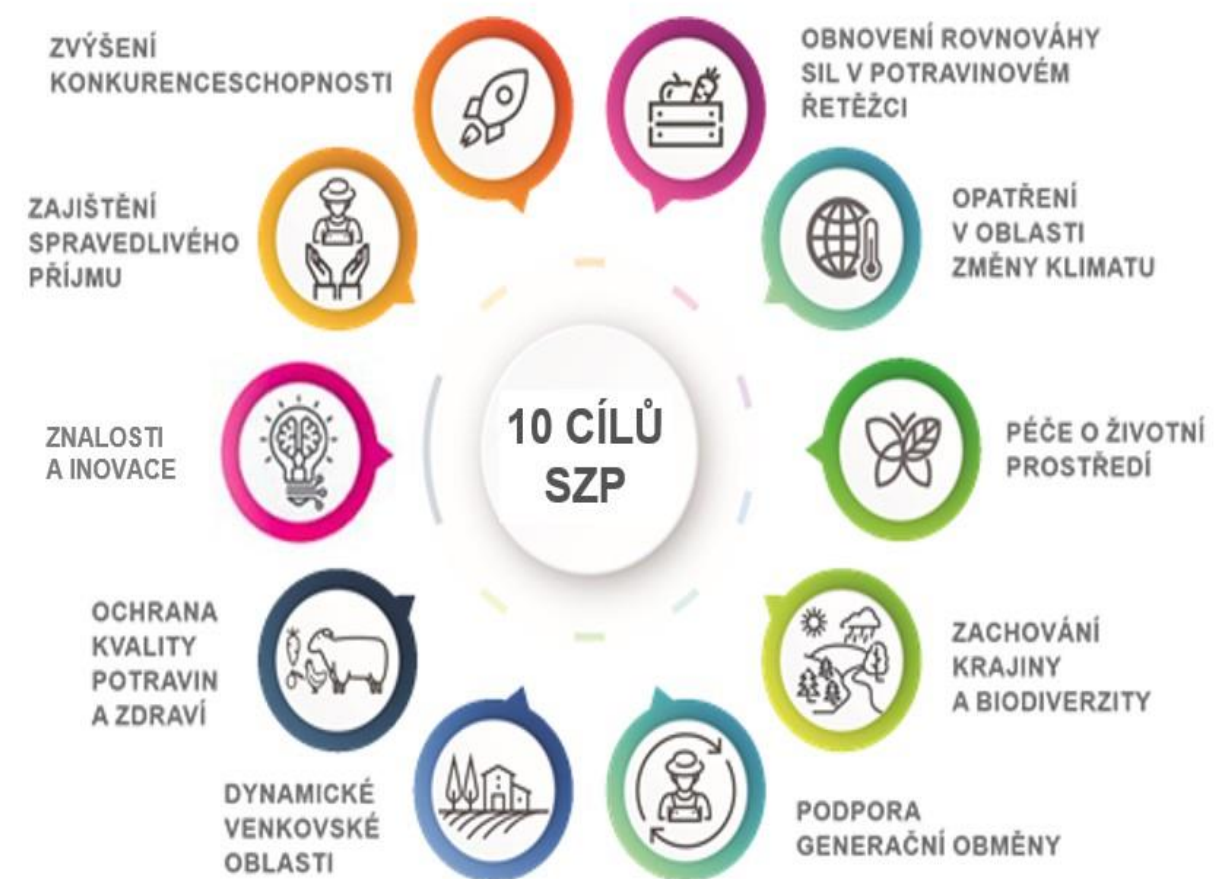 ZVÝŠENÍ
KONKURENCESCHOPNOSTI
OBNOVENÍ ROVNOVÁHY
SIL V POTRAVINOVÉM
ŘETĚŽCI
ZAJIŠTĚNÍ
SPRAVEDLIVÉHO
PŘÍJMU
OPATŘENÍ
V OBLASTI
ZMĚNY KLIMATU
10 CÍLŮ
SZP
ZNALOSTI
A INOVACE
PÉČE O ŽIVOTNÍ
PROSTŘEDÍ
OCHRANA
KVALITY
POTRAVIN
A ZDRAVÍ
ZACHOVÁNÍ
KRAJINY
A BIODIVERZITY
DYNAMICKÉ
VENKOVSKÉ
OBLASTI
PODPORA
GENERAČNÍ OBMĚNY